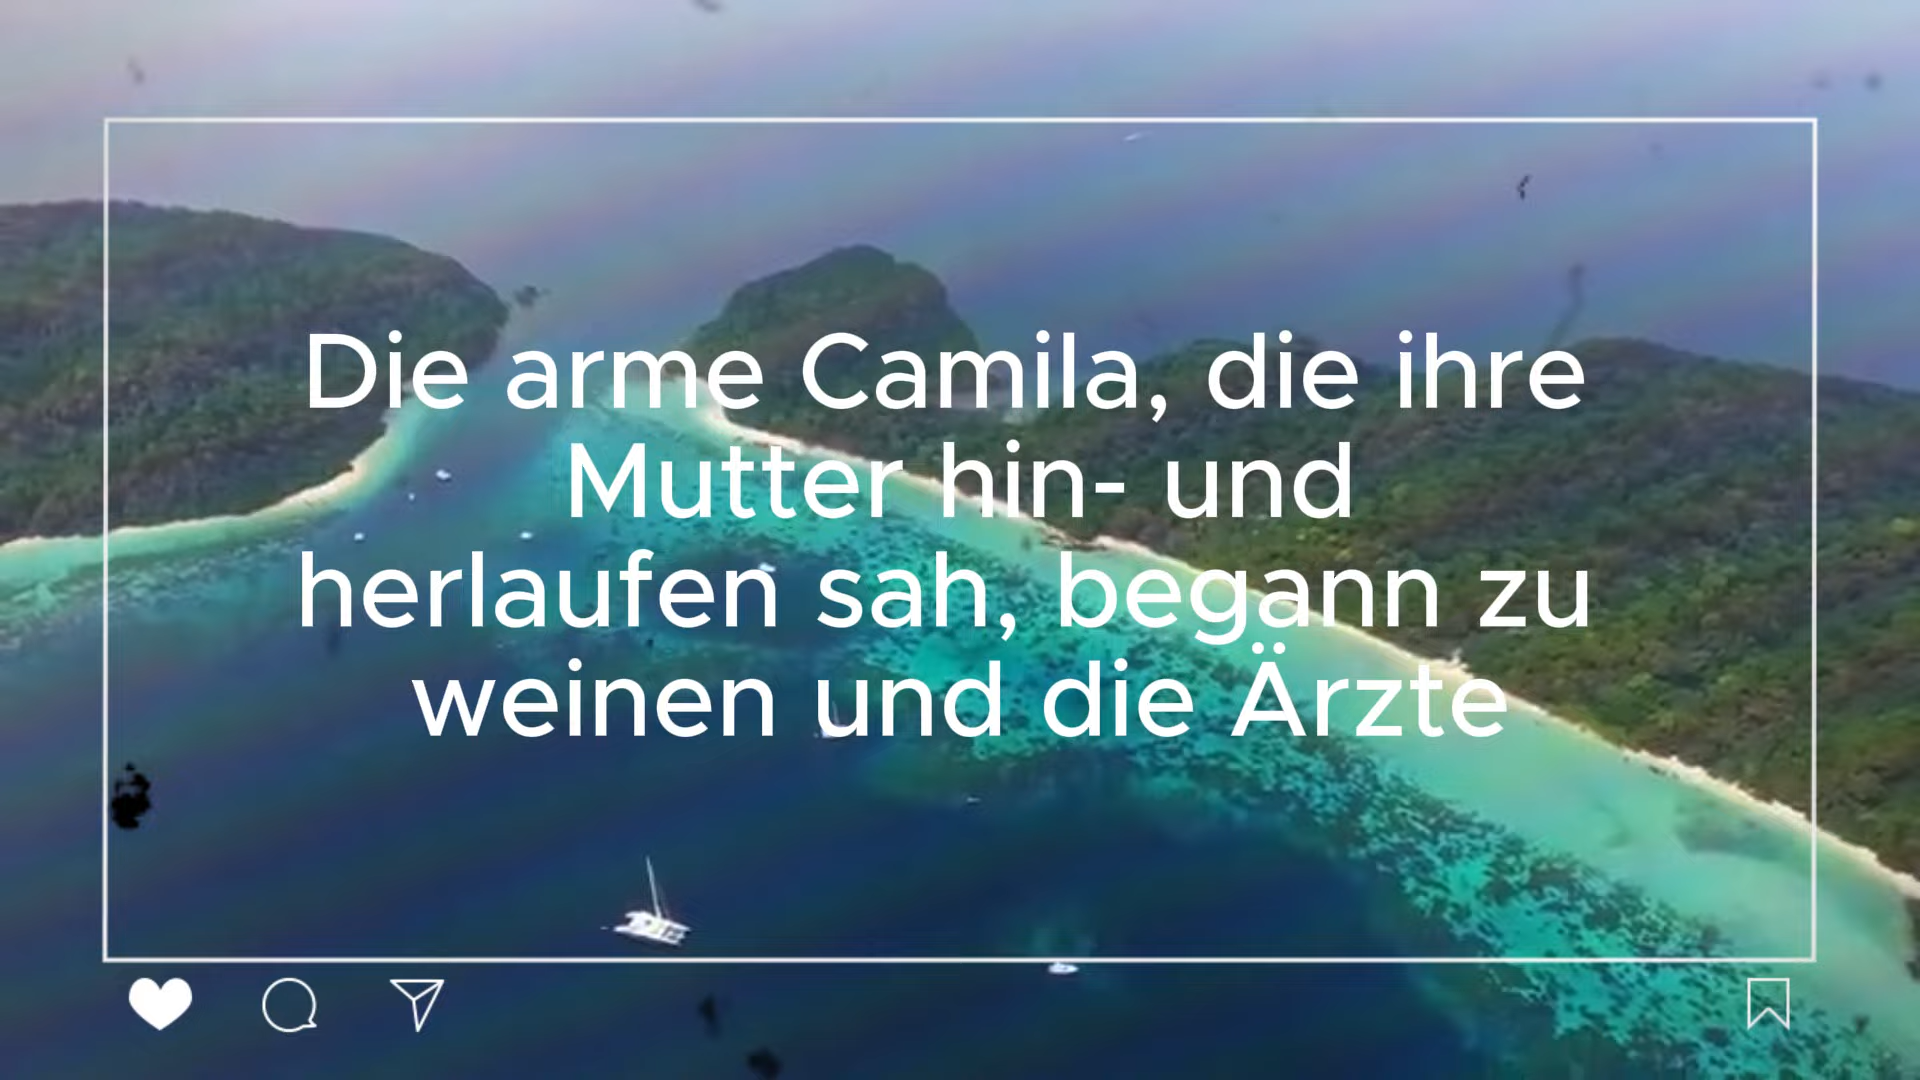 Die arme Camila, die ihre
Mutter hin- und
herlaufen sah, begann zu
weinen und die Ärzte